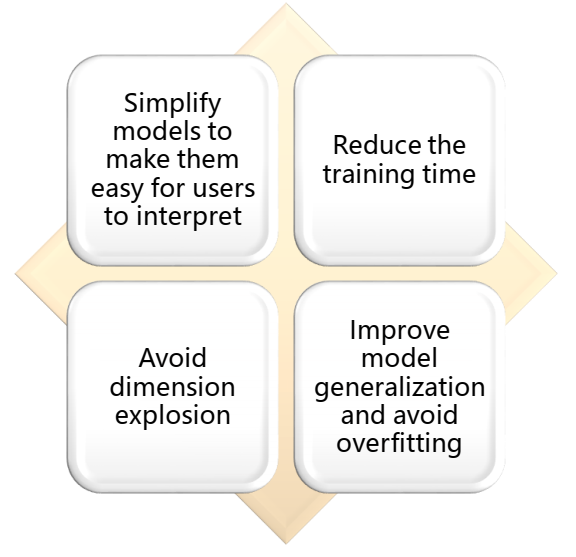 Simplify
models to
make them
easy for users
to interpret
Reduce the
training time
Avoid
dimension
explosion
Improve
model
generalization
and avoid
overfitting